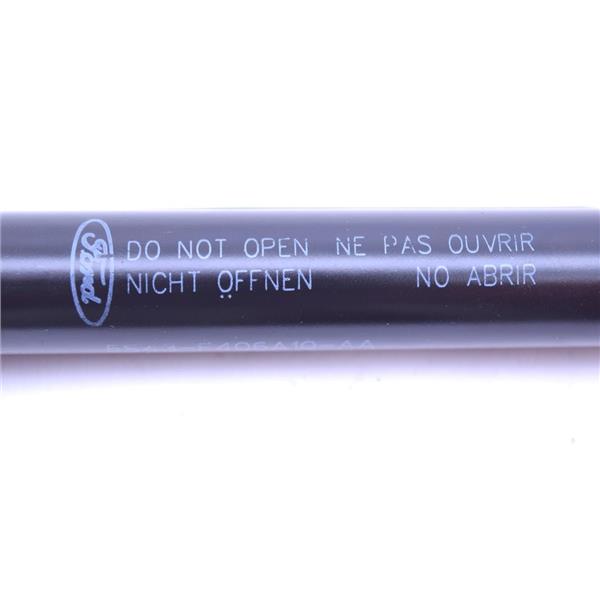 Ford
DO NOT OPEN NE PAS OUVRIR
NICHT ÖFFNEN NO ABRIR